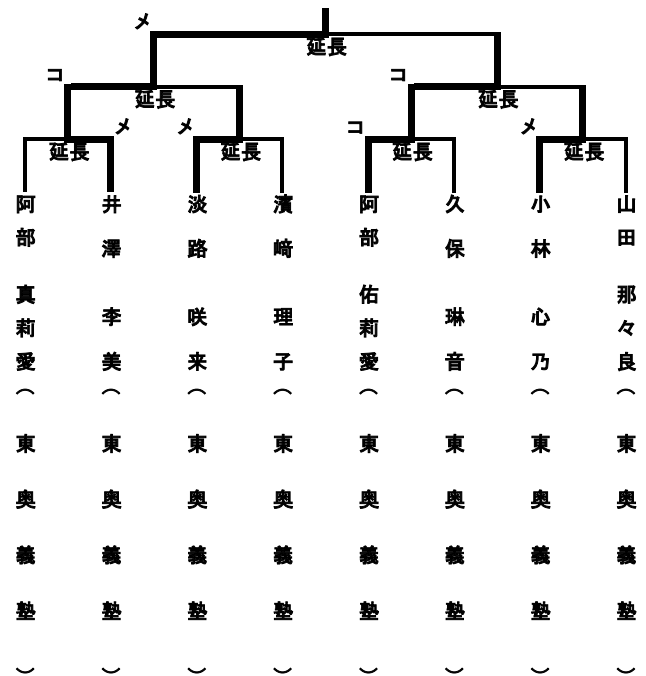 メ
延長
コ
延長
コ
延長
メ
延長
メ
延長
コ
延長
メ
延長
阿部 真莉愛（東奥義塾）
井澤 李美（東奥義塾）
淡路 咲来（東奥義塾）
濱﨑 理子（東奥義塾）
阿部 佑莉愛（東奥義塾）
久保 琳音（東奥義塾）
小林 心乃（東奥義塾）
山田 那々良（東奥義塾）